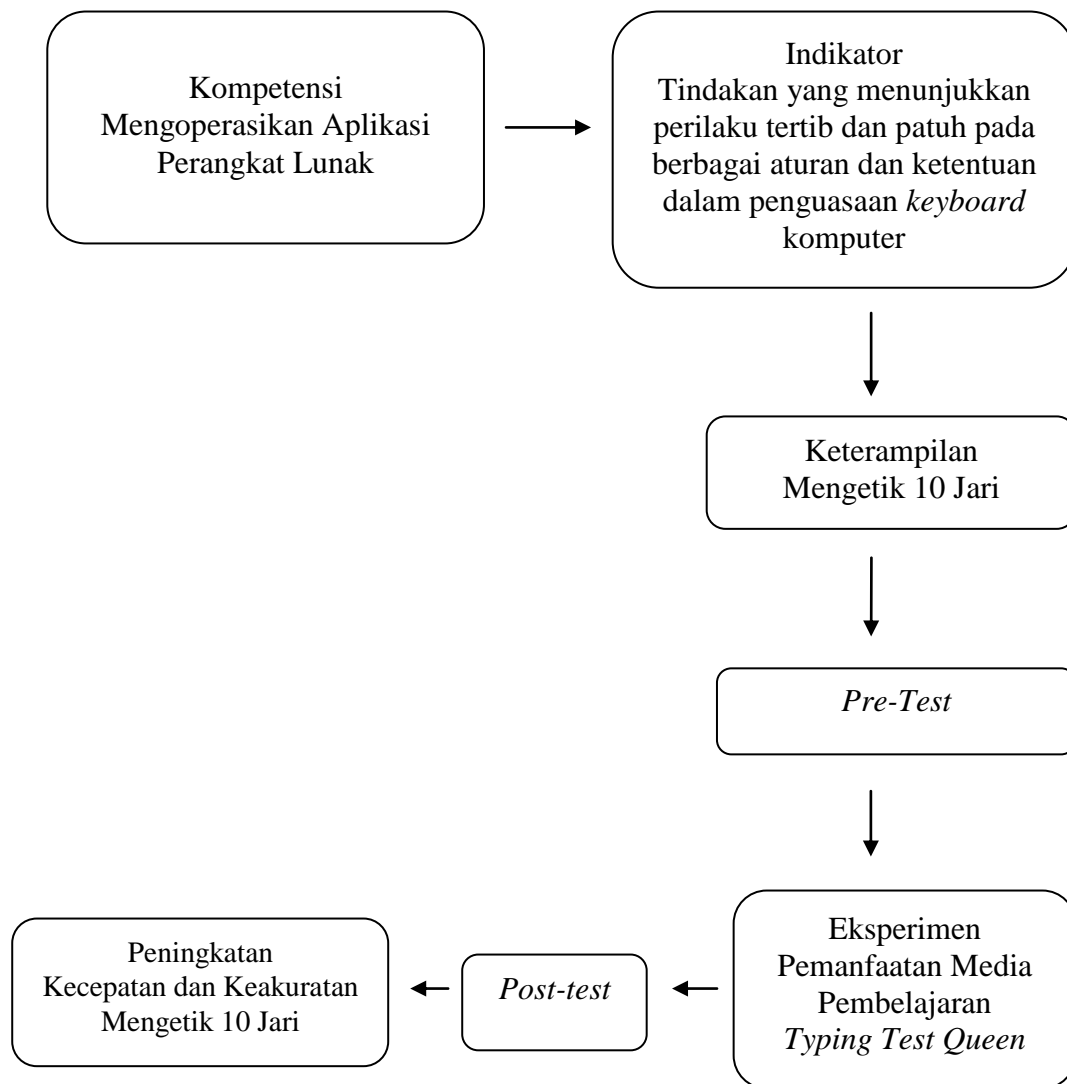 Kompetensi
Mengoperasikan Aplikasi
Perangkat Lunak
Indikator
Tindakan yang menunjukkan
perilaku tertib dan patuh pada
berbagai aturan dan ketentuan
dalam penguasaan keyboard
komputer
Keterampilan
Mengetik 10 Jari
Pre-Test
Eksperimen
Pemanfaatan Media
Pembelajaran
Typing Test Queen
Post-test
Peningkatan
Kecepatan dan Keakuratan
Mengetik 10 Jari